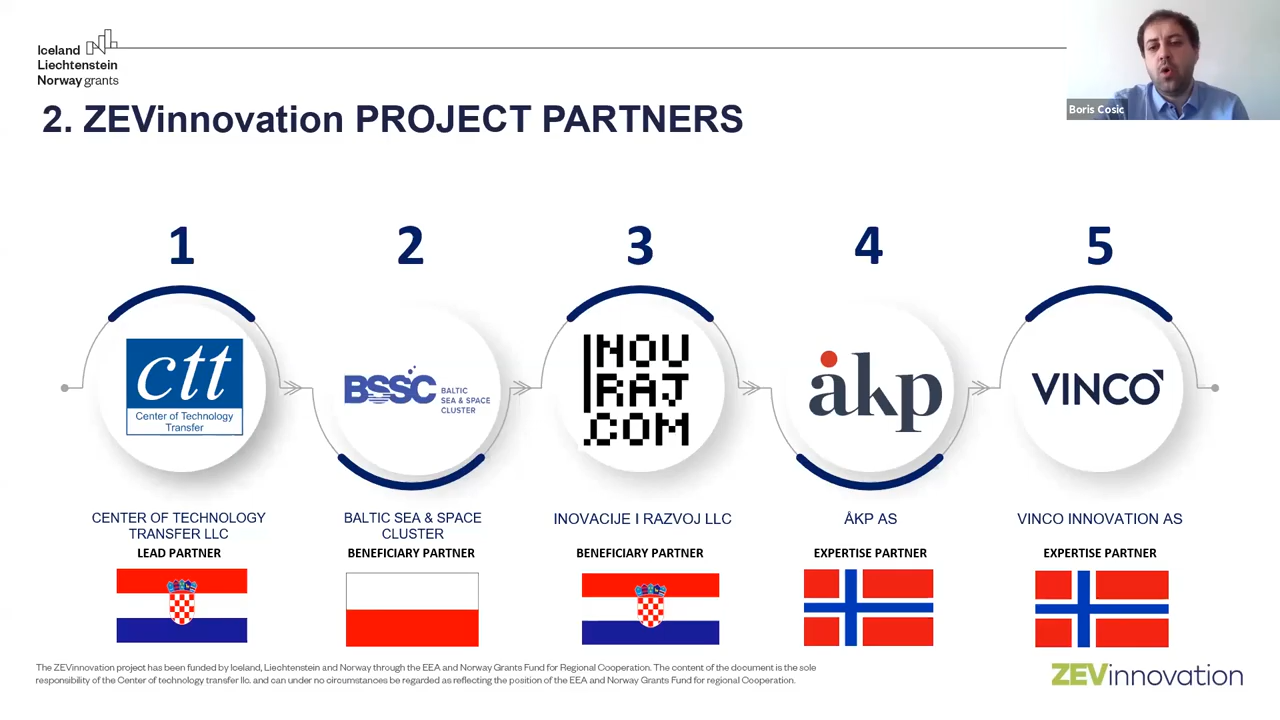 Iceland
Liechtenstein
Norway grants
Boris Cosic
2. ZEVinnovation PROJECT PARTNERS
1
2
3
4
5
ctt
Center of Technology
Transfer
BSSC
BALTIC
SEA & SPACE
CLUSTER
INOU
RAJ
.COM
åkp
VINCO
CENTER OF TECHNOLOGY
TRANSFER LLC
LEAD PARTNER
BALTIC SEA & SPACE
CLUSTER
BENEFICIARY PARTNER
INOVACIJE I RAZVOJ LLC
BENEFICIARY PARTNER
ÅKP AS
EXPERTISE PARTNER
VINCO INNOVATION AS
EXPERTISE PARTNER
The ZEVinnovation project has been funded by Iceland, Liechtenstein and Norway through the EEA and Norway Grants Fund for Regional Cooperation. The content of the document is the sole
responsibility of the Center of technology transfer llc. and can under no circumstances be regarded as reflecting the position of the EEA and Norway Grants Fund for regional Cooperation.
ZEVinnovation